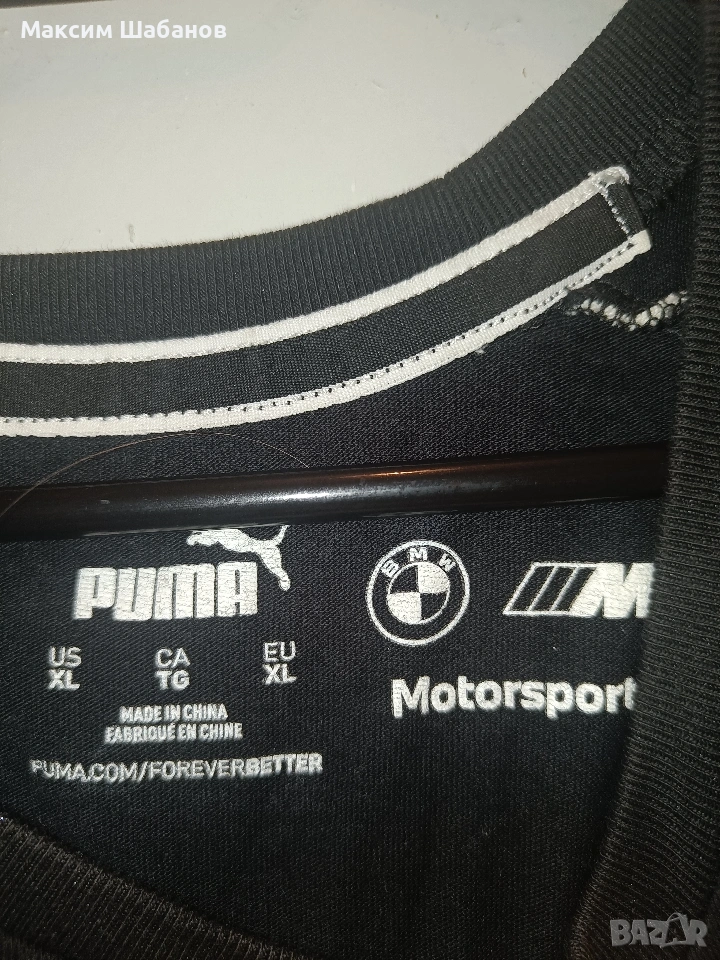 Максим Шабанов
PUMA
BMW
M
US CA EU
XL TG XL
Motorsport
MADE IN CHINA
FABRIQUÉ EN CHINE
PUMA.COM/FOREVERBETTER
BAZAR